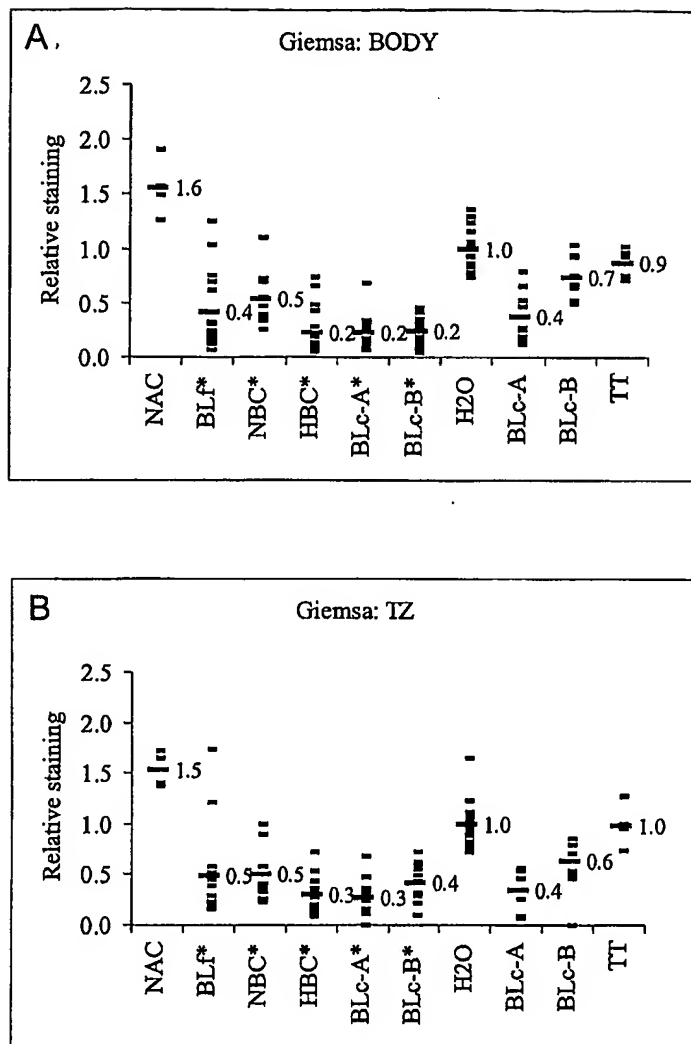 A.
Giemsa: BODY
Relative staining
2.5
2.0
1.5
1.0
0.5
0.0
1.6
0.4
0.5
0.2
0.2
0.2
1.0
0.4
0.7
0.9
NAC
BLf*
NBC*
HBC*
BLc-A*
BLc-B*
H2O
BLc-A
BLc-B
TT
B
Giemsa: TZ
Relative staining
2.5
2.0
1.5
1.0
0.5
0.0
1.5
0.5
0.5
0.3
0.3
0.4
1.0
0.4
0.6
1.0
NAC
BLf*
NBC*
HBC*
BLc-A*
BLc-B*
H2O
BLc-A
BLc-B
TT